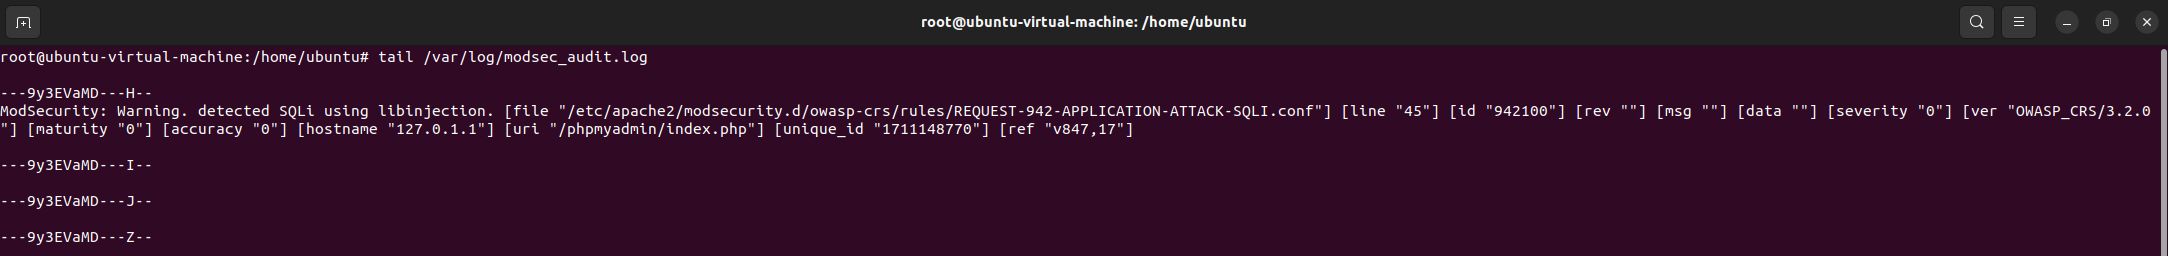 root@ubuntu-virtual-machine: /home/ubuntu
root@ubuntu-virtual-machine:/home/ubuntu# tail /var/log/modsec_audit.log
---9y3EVaMD---H--
ModSecurity: Warning. detected SQLi using libinjection. [file "/etc/apache2/modsecurity.d/owasp-crs/rules/REQUEST-942-APPLICATION-ATTACK-SQLI.conf"] [line "45"] [id "942100"] [rev ""] [msg ""] [data ""] [severity "0"] [ver "OWASP_CRS/3.2.0
"] [maturity "0"] [accuracy "0"] [hostname "127.0.1.1"] [uri "/phpmyadmin/index.php"] [unique_id "1711148770"] [ref "v847,17"]
---9y3EVaMD---I--
---9y3EVaMD---J--
---9y3EVaMD---Z--